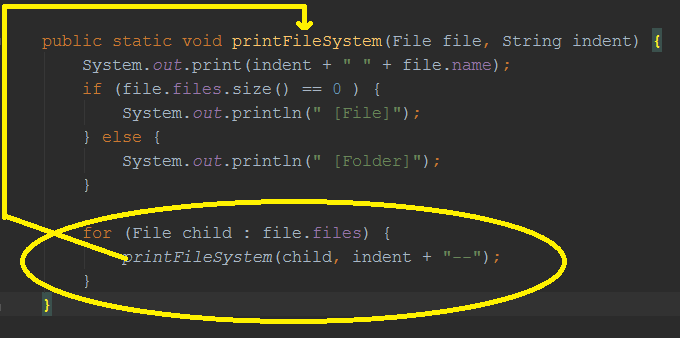 public static void printFileSystem(File file, String indent) {
System.out.print(indent + " " + file.name);
if (file.files.size() == 0 ) {
System.out.println(" [File]");
} else {
System.out.println(" [Folder]");
}
for (File child : file.files) {
printFileSystem(child, indent + "--");
}
}